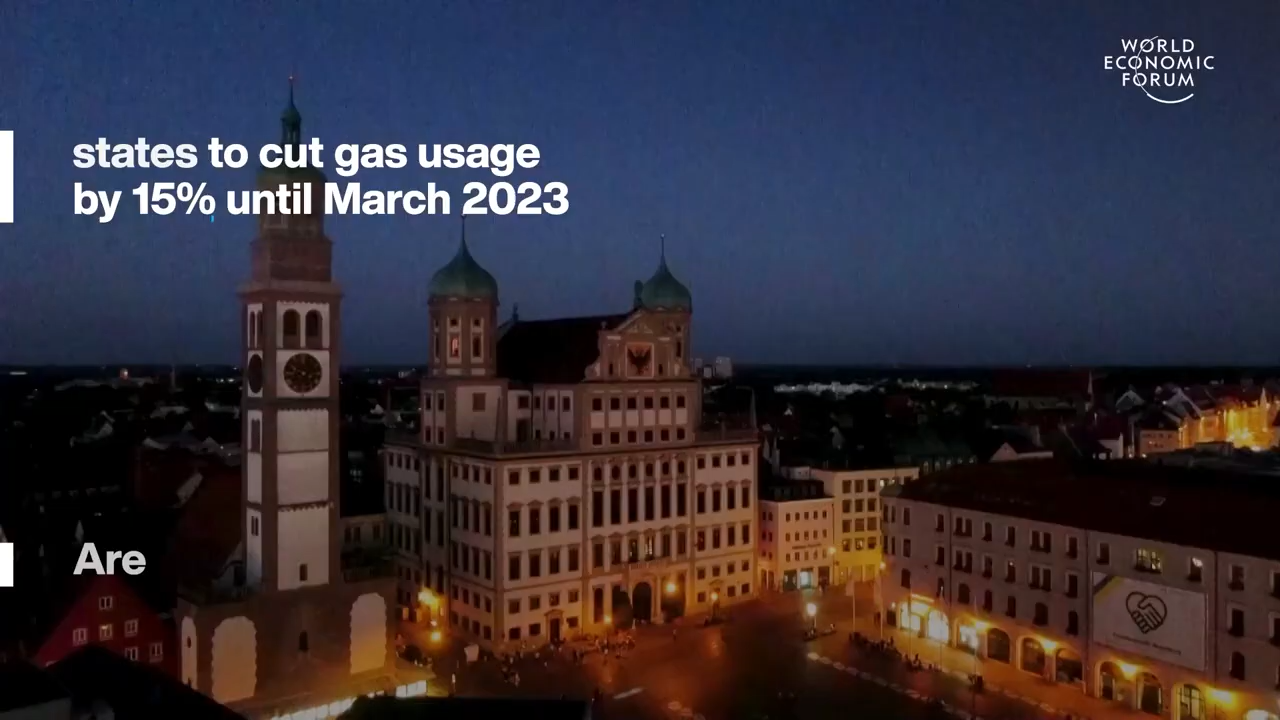 WORLD
ECONOMIC
FORUM
states to cut gas usage
by 15% until March 2023
Are